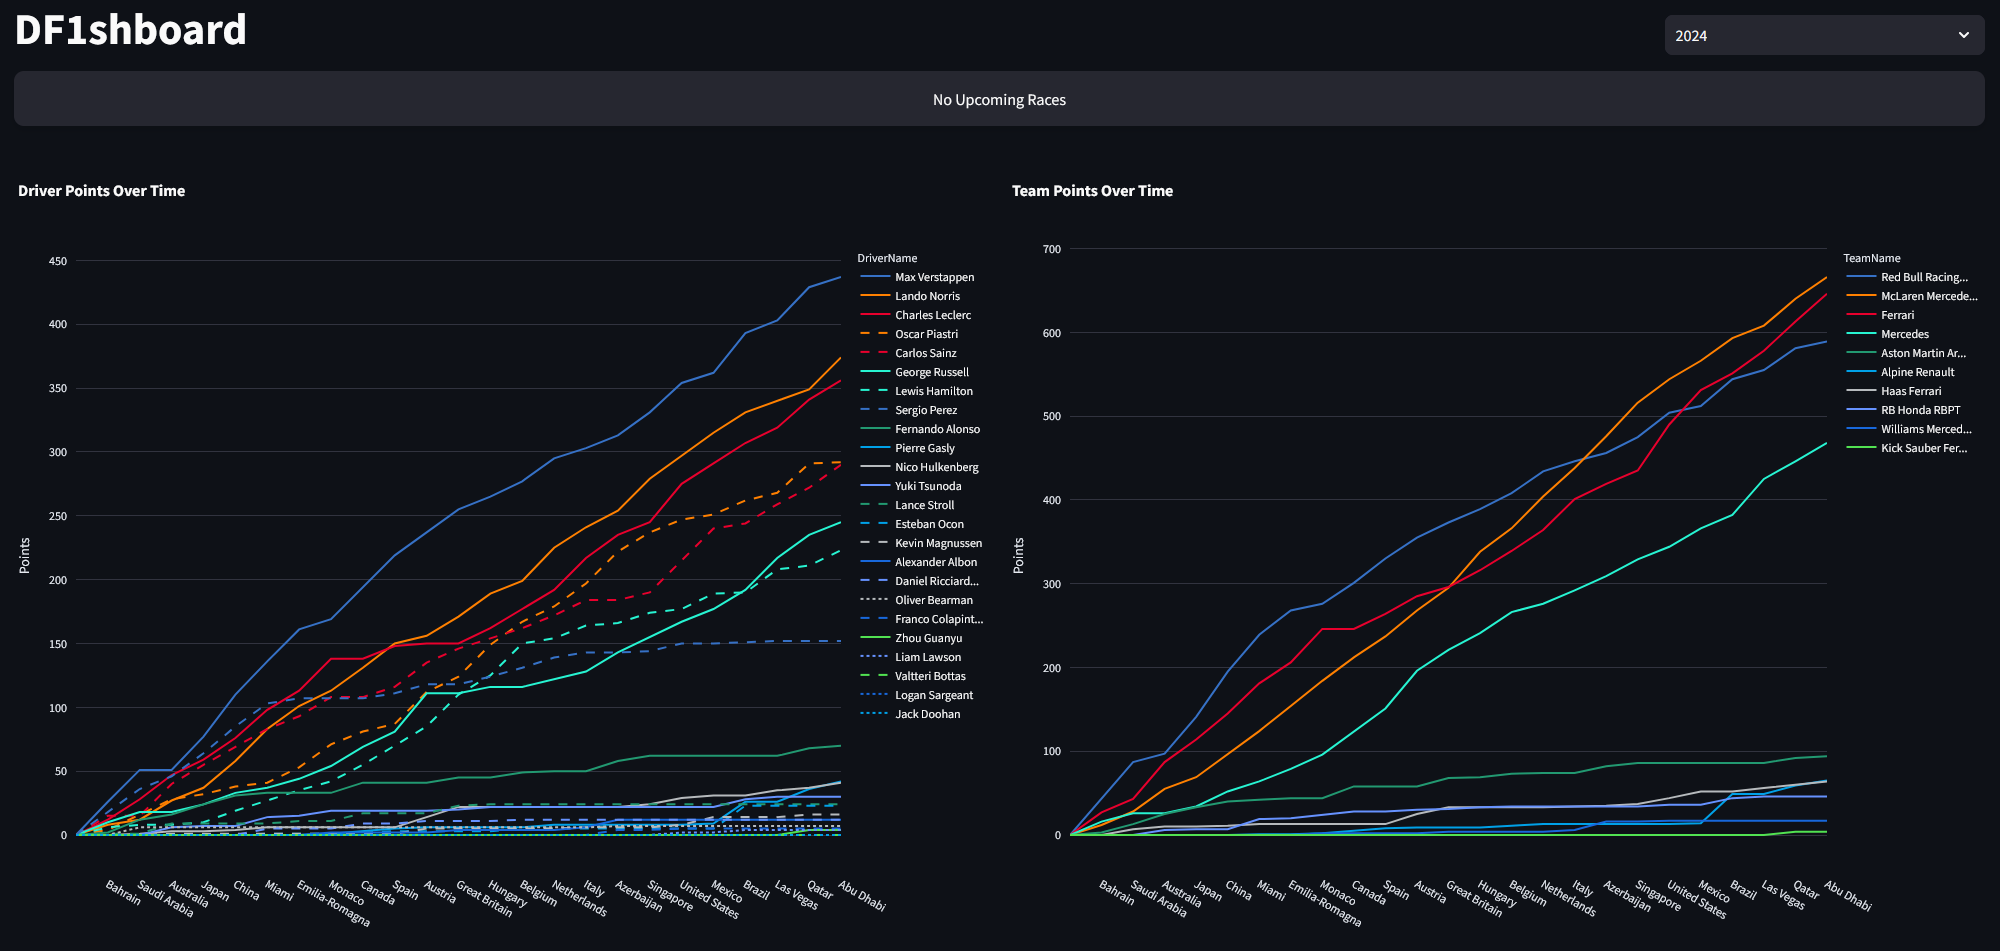 DF1shboard
2024
No Upcoming Races
Driver Points Over Time
450
400
350
300
250
200
150
100
50
0
Points
Bahrain
Saudi Arabia
Australia
Japan
China
Miami
Emilia-Romagna
Monaco
Canada
Spain
Austria
Great Britain
Hungary
Belgium
Netherlands
Italy
Azerbaijan
Singapore
United States
Mexico
Brazil
Las Vegas
Qatar
Abu Dhabi
DriverName
Max Verstappen
Lando Norris
Charles Leclerc
Oscar Piastri
Carlos Sainz
George Russell
Lewis Hamilton
Sergio Perez
Fernando Alonso
Pierre Gasly
Nico Hulkenberg
Yuki Tsunoda
Lance Stroll
Esteban Ocon
Kevin Magnussen
Alexander Albon
Daniel Ricciard...
Oliver Bearman
Franco Colapint...
Zhou Guanyu
Liam Lawson
Valtteri Bottas
Logan Sargeant
Jack Doohan
Team Points Over Time
700
600
500
400
300
200
100
0
Points
Bahrain
Saudi Arabia
Australia
Japan
China
Miami
Emilia-Romagna
Monaco
Canada
Spain
Austria
Great Britain
Hungary
Belgium
Netherlands
Italy
Azerbaijan
Singapore
United States
Mexico
Brazil
Las Vegas
Qatar
Abu Dhabi
TeamName
Red Bull Racing...
McLaren Mercede...
Ferrari
Mercedes
Aston Martin Ar...
Alpine Renault
Haas Ferrari
RB Honda RBPT
Williams Merced...
Kick Sauber Fer...